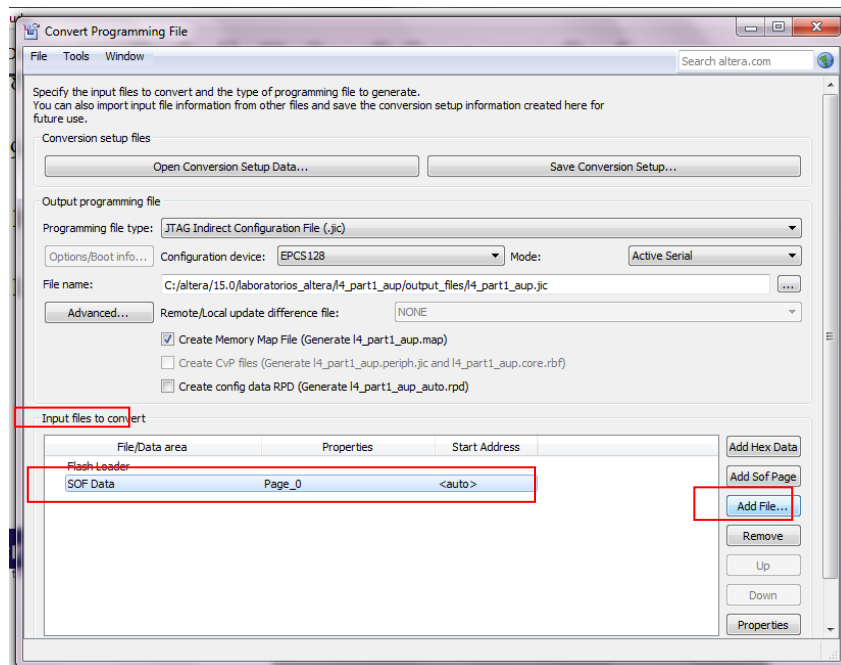 Convert Programming File
File Tools Window
Search altera.com
Specify the input files to convert and the type of programming file to generate.
You can also import input file information from other files and save the conversion setup information created here for
future use.
Conversion setup files
Open Conversion Setup Data... Save Conversion Setup...
Output programming file
Programming file type: JTAG Indirect Configuration File (.jic)
Options/Boot info... Configuration device: EPCS128 Mode: Active Serial
File name: C:/altera/15.0/laboratorios_altera/l4_part1_aup/output_files/l4_part1_aup.jic ...
Advanced... Remote/Local update difference file: NONE
Create Memory Map File (Generate l4_part1_aup.map)
Create CvP files (Generate l4_part1_aup.periph.jic and l4_part1_aup.core.rbf)
Create config data RPD (Generate l4_part1_aup_auto.rpd)
Input files to convert
File/Data area Properties Start Address
Add Hex Data
Flash Loader
SOF Data Page_0 <auto>
Add Sof Page
Add File...
Remove
Up
Down
Properties